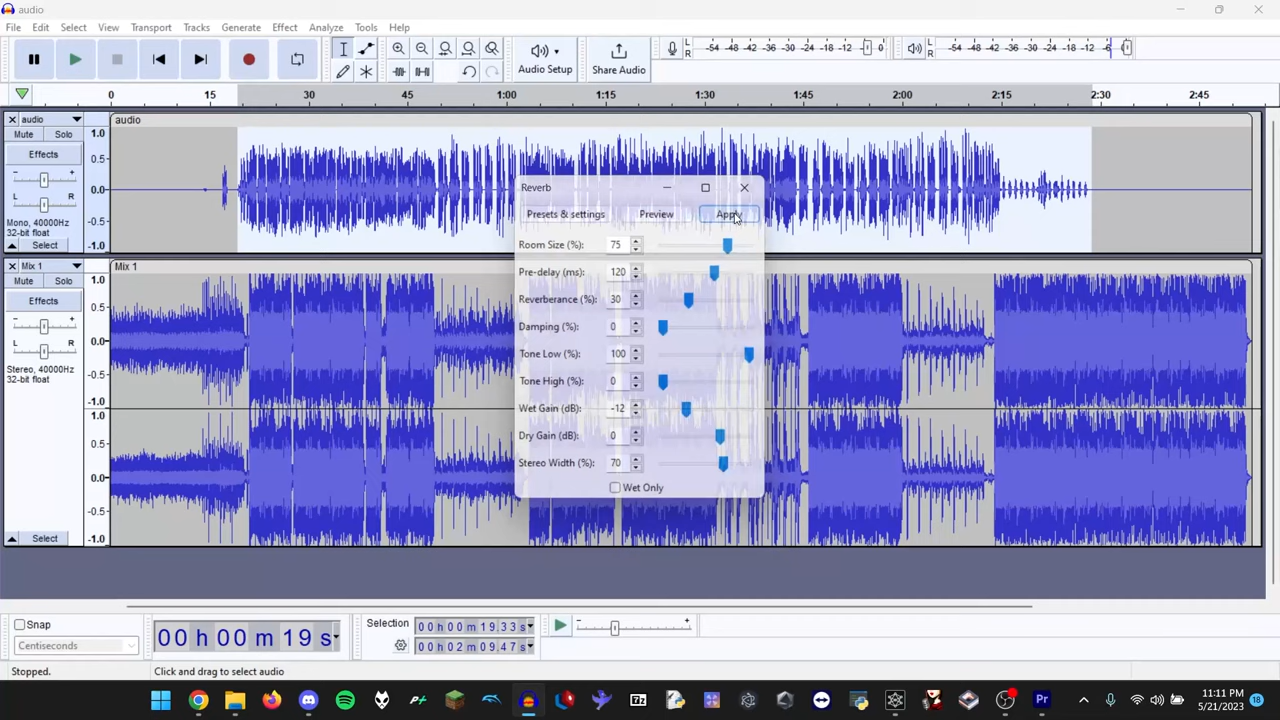 audio
File Edit Select View Transport Tracks Generate Effect Analyze Tools Help
L R -54 -48 -42 -36 -30 -24 -18 -12 -6 0 L R -54 -48 -42 -36 -30 -24 -18 -12 -6
Audio Setup Share Audio
0 15 30 45 1:00 1:15 1:30 1:45 2:00 2:15 2:30 2:45
audio 1.0 audio
Mute Solo
Effects 0.5
- +
0.0
L R
Mono, 40000Hz -0.5
32-bit float
Select -1.0
Reverb
Presets & settings Preview Apply
Room Size (%): 75
Pre-delay (ms): 120
Reverberance (%): 30
Damping (%): 0
Tone Low (%): 100
Tone High (%): 0
Wet Gain (dB): -12
Dry Gain (dB): 0
Stereo Width (%): 70
Wet Only
Mix 1 1.0 Mix 1
Mute Solo
Effects 0.5
- +
0.0
L R
Stereo, 40000Hz -0.5
32-bit float
-1.0
1.0
0.5
0.0
-0.5
Select -1.0
Snap
Centiseconds
00 h 00 m 19 s
Selection 00 h 00 m 19.33 s
00 h 02 m 09.47 s
- +
Stopped. Click and drag to select audio
Pr
11:11 PM
5/21/2023 18